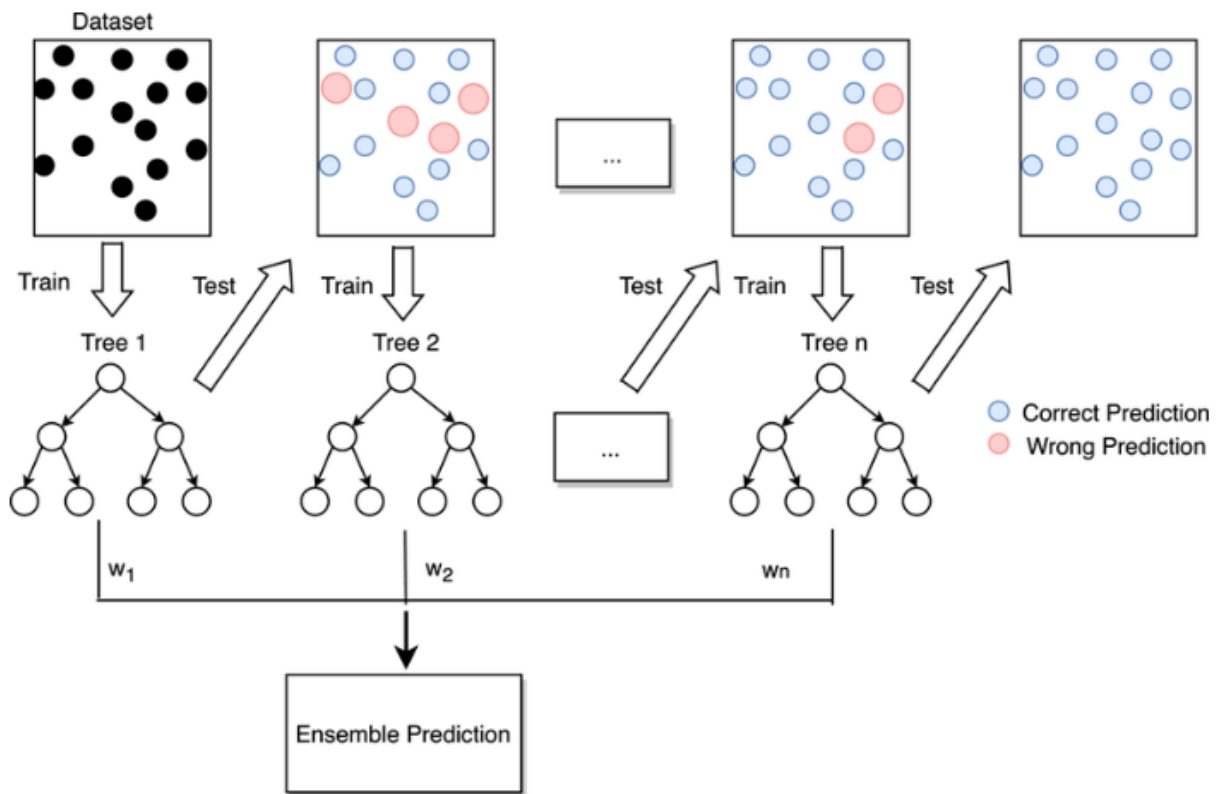 Dataset
...
Train
Test
Train
Test
Train
Test
Tree 1
Tree 2
Tree n
Correct Prediction
Wrong Prediction
...
w1
w2
wn
Ensemble Prediction